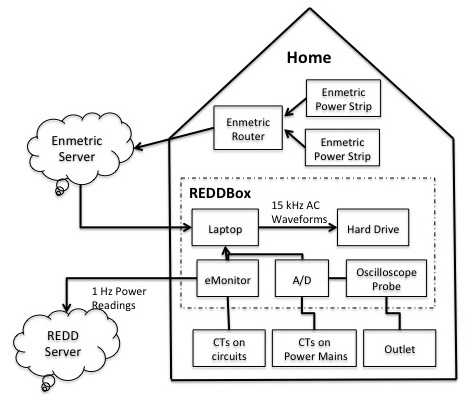 Home
Enmetric
Power Strip
Enmetric
Router
Enmetric
Power Strip
Enmetric
Server
REDDBox
15 kHz AC
Waveforms
Laptop
Hard Drive
eMonitor
A/D
Oscilloscope
Probe
1 Hz Power
Readings
REDD
Server
CTs on
circuits
CTs on
Power Mains
Outlet